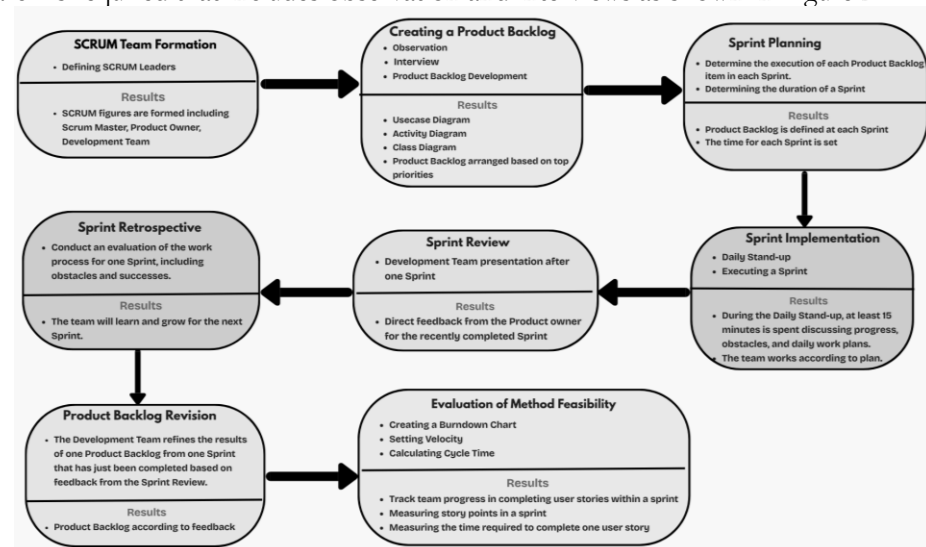 SCRUM Team Formation
• Defining SCRUM Leaders
Results
• SCRUM figures are formed including
Scrum Master, Product Owner,
Development Team
Creating a Product Backlog
• Observation
• Interview
• Product Backlog Development
Results
• Usecase Diagram
• Activity Diagram
• Class Diagram
• Product Backlog arranged based on top
priorities
Sprint Planning
• Determine the execution of each Product Backlog
item in each Sprint.
• Determining the duration of a Sprint
Results
• Product Backlog is defined at each Sprint
• The time for each Sprint is set
Sprint Implementation
• Daily Stand-up
• Executing a Sprint
Results
• During the Daily Stand-up, at least 15
minutes is spent discussing progress,
obstacles, and daily work plans.
• The team works according to plan.
Sprint Review
• Development Team presentation after
one Sprint
Results
• Direct feedback from the Product owner
for the recently completed Sprint
Sprint Retrospective
• Conduct an evaluation of the work
process for one Sprint, including
obstacles and successes.
Results
• The team will learn and grow for the next
Sprint.
Product Backlog Revision
• The Development Team refines the results
of one Product Backlog from one Sprint
that has just been completed based on
feedback from the Sprint Review.
Results
• Product Backlog according to feedback
Evaluation of Method Feasibility
• Creating a Burndown Chart
• Setting Velocity
• Calculating Cycle Time
Results
• Track team progress in completing user stories within a sprint
• Measuring story points in a sprint
• Measuring the time required to complete one user story